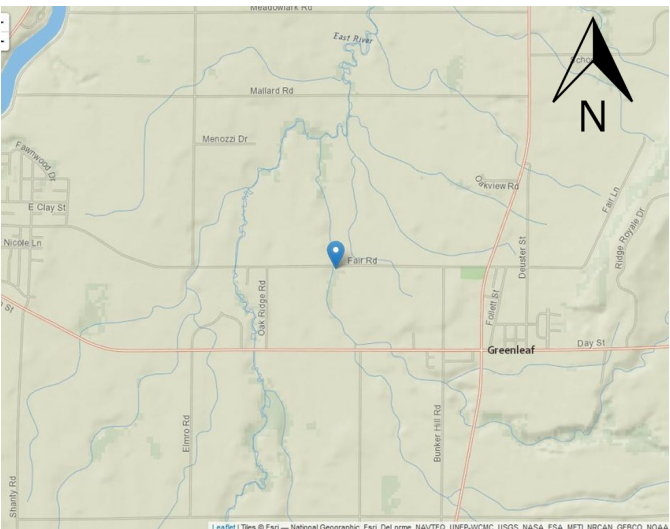 Meadowlark Rd
East River
N
Mallard Rd
Menozzi Dr
Fawnwood Dr
Oakview Rd
Fair Ln
E Clay St
Ridge Royale Dr
Nicole Ln
Deuster St
Fair Rd
Oak Ridge Rd
Follett St
St
Greenleaf
Day St
Elmro Rd
Bunker Hill Rd
Shanty Rd
Leaflet | Tiles © Esri — National Geographic, Esri, DeLorme, NAVTEQ, UNEP-WCMC, USGS, NASA, ESA, METI, NRCAN, GEBCO, NOAA